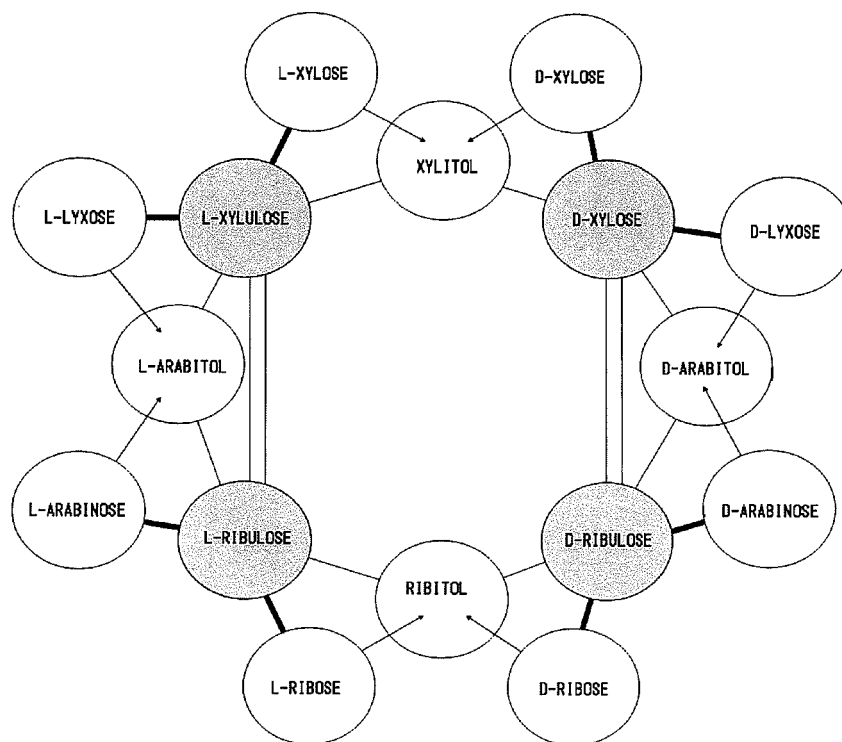 L-XYLOSE
D-XYLOSE
XYLITOL
L-LYXOSE
L-XYLULOSE
D-XYLOSE
D-LYXOSE
L-ARABITOL
D-ARABITOL
L-ARABINOSE
D-ARABINOSE
L-RIBULOSE
D-RIBULOSE
RIBITOL
L-RIBOSE
D-RIBOSE